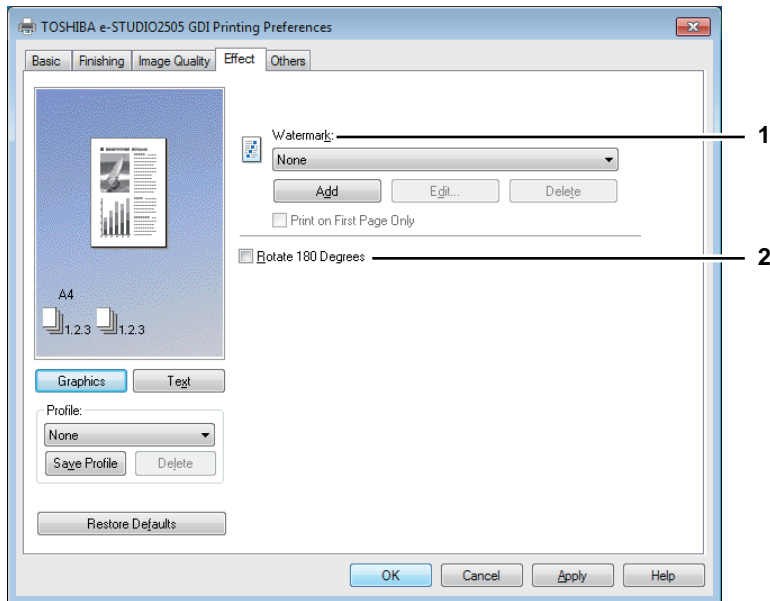 TOSHIBA e-STUDIO2505 GDI Printing Preferences
Basic Finishing Image Quality Effect Others
Watermark: 1
None
Add Edit... Delete
Print on First Page Only
Rotate 180 Degrees 2
A4
1.2.3 1.2.3
Graphics Text
Profile:
None
Save Profile Delete
Restore Defaults
OK Cancel Apply Help